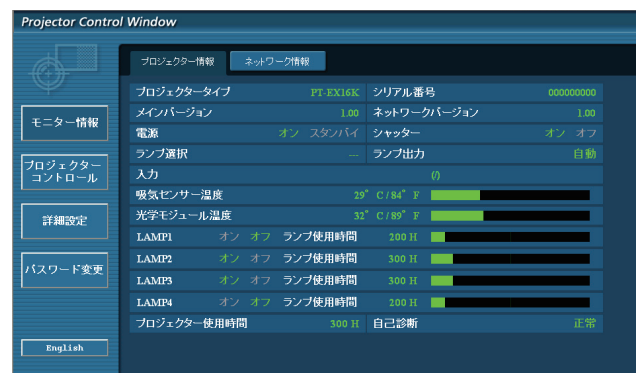 Projector Control Window
プロジェクター情報 ネットワーク情報
モニター情報
プロジェクター
コントロール
詳細設定
パスワード変更
English
プロジェクタータイプ PT-EX16K シリアル番号 000000000
メインバージョン 1.00 ネットワークバージョン 1.00
電源 オン スタンバイ シャッター オン オフ
ランプ選択 --- ランプ出力 自動
入力 (/)
吸気センサー温度 29° C / 84° F
光学モジュール温度 32° C / 89° F
LAMP1 オン オフ ランプ使用時間 200 H
LAMP2 オン オフ ランプ使用時間 300 H
LAMP3 オン オフ ランプ使用時間 300 H
LAMP4 オン オフ ランプ使用時間 200 H
プロジェクター使用時間 300 H 自己診断 正常